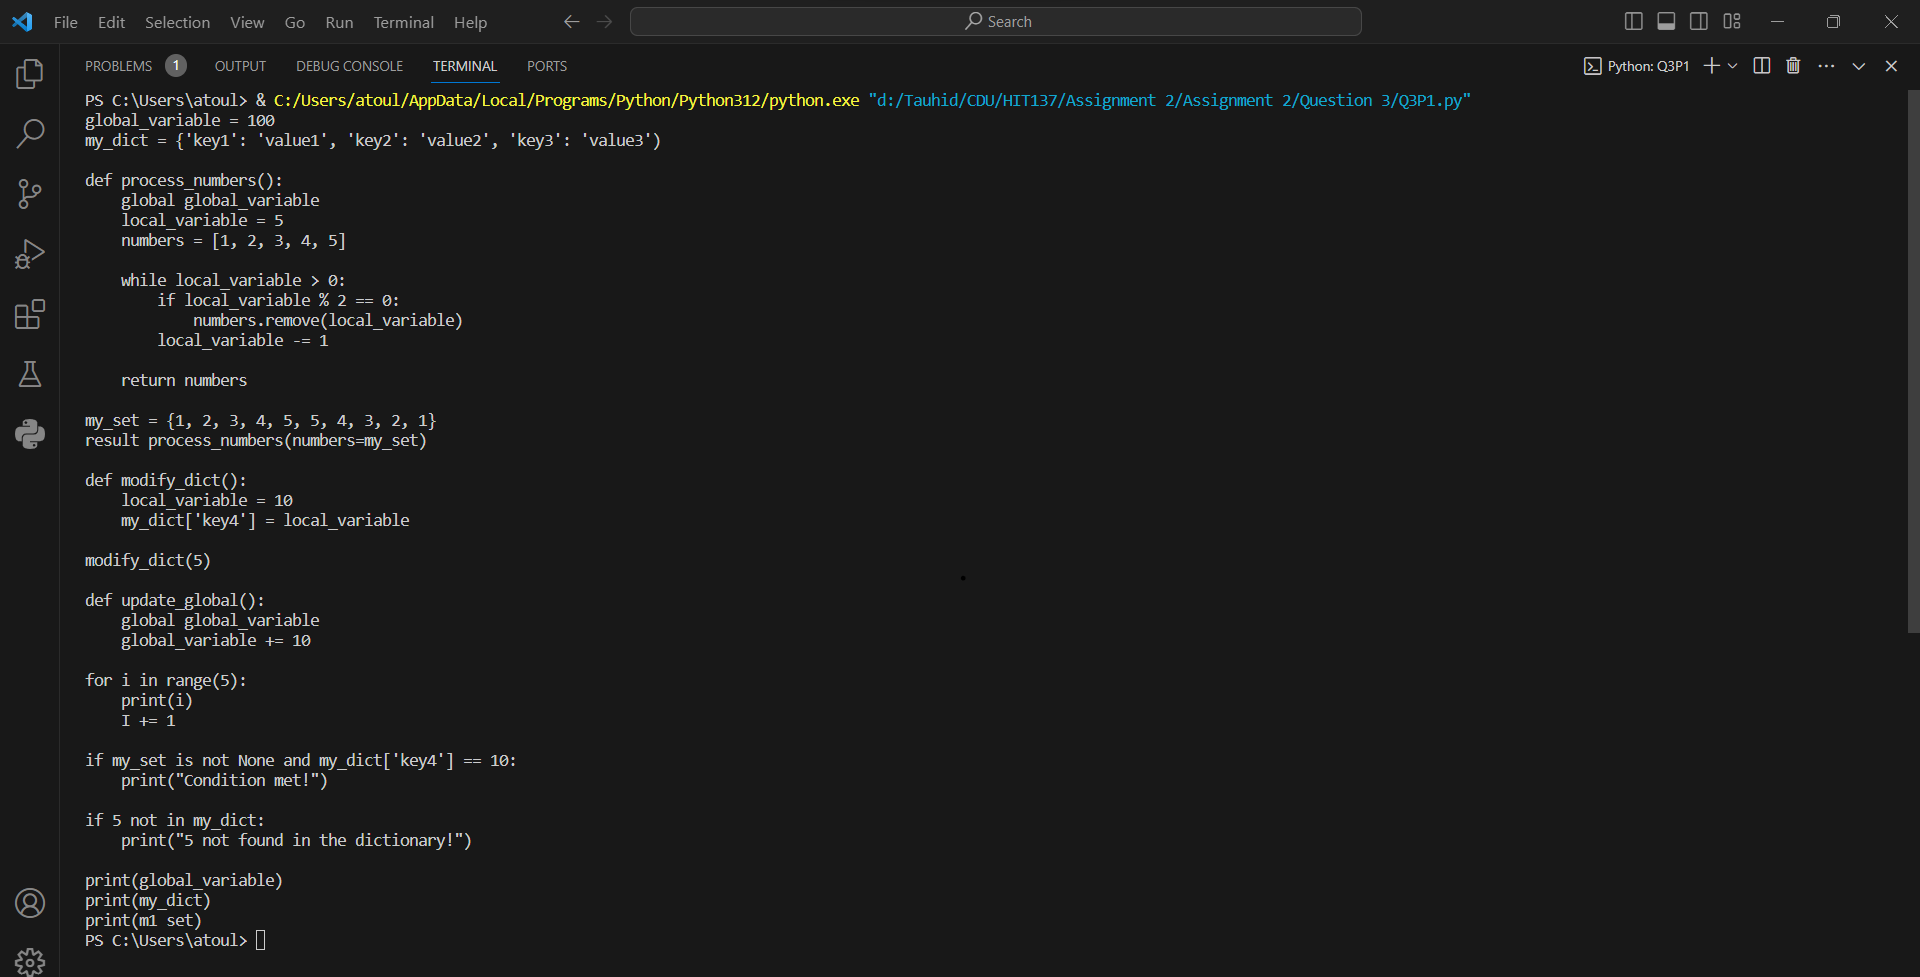 File Edit Selection View Go Run Terminal Help Search
PROBLEMS 1 OUTPUT DEBUG CONSOLE TERMINAL PORTS Python: Q3P1
PS C:\Users\atoul> & C:/Users/atoul/AppData/Local/Programs/Python/Python312/python.exe "d:/Tauhid/CDU/HIT137/Assignment 2/Assignment 2/Question 3/Q3P1.py"
global_variable = 100
my_dict = {'key1': 'value1', 'key2': 'value2', 'key3': 'value3')

def process_numbers():
    global global_variable
    local_variable = 5
    numbers = [1, 2, 3, 4, 5]

    while local_variable > 0:
        if local_variable % 2 == 0:
            numbers.remove(local_variable)
        local_variable -= 1

    return numbers

my_set = {1, 2, 3, 4, 5, 5, 4, 3, 2, 1}
result process_numbers(numbers=my_set)

def modify_dict():
    local_variable = 10
    my_dict['key4'] = local_variable

modify_dict(5)

def update_global():
    global global_variable
    global_variable += 10

for i in range(5):
    print(i)
    I += 1

if my_set is not None and my_dict['key4'] == 10:
    print("Condition met!")

if 5 not in my_dict:
    print("5 not found in the dictionary!")

print(global_variable)
print(my_dict)
print(m1 set)
PS C:\Users\atoul>